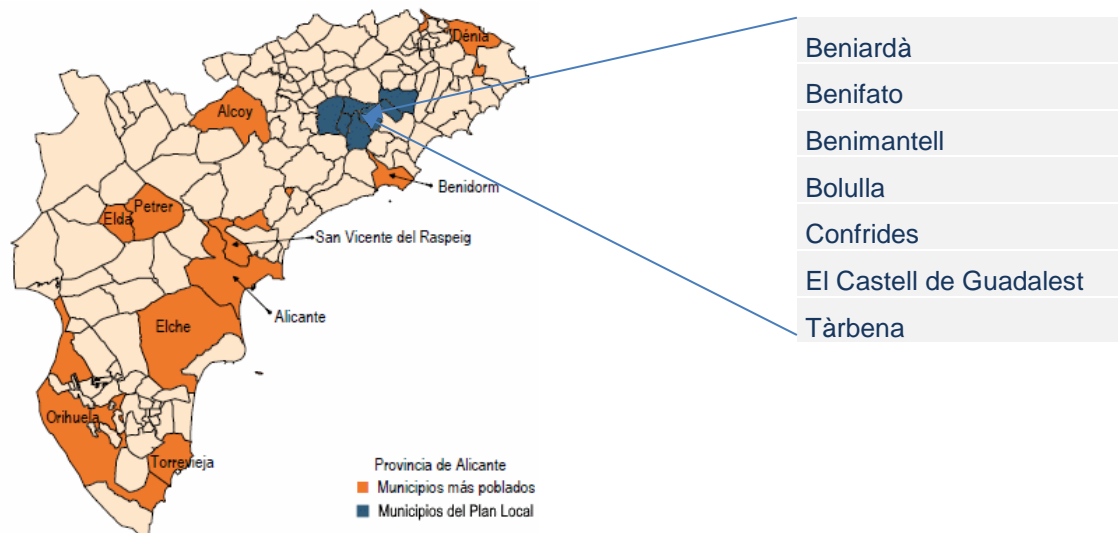 Dénia
Alcoy
Benidorm
Petrer
Elda
San Vicente del Raspeig
Alicante
Elche
Orihuela
Torrevieja
Provincia de Alicante
Municipios más poblados
Municipios del Plan Local
Beniardà
Benifato
Benimantell
Bolulla
Confrides
El Castell de Guadalest
Tàrbena